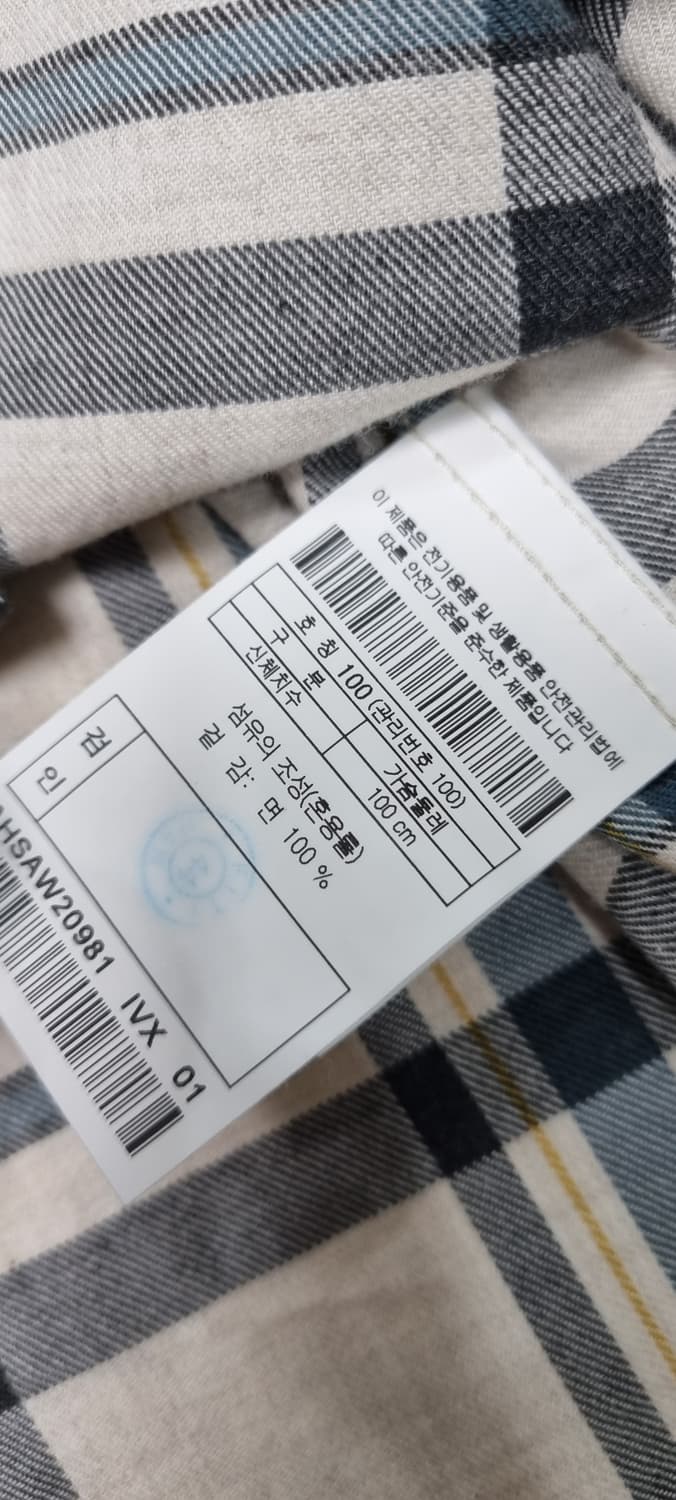 이 제품은 전기용품 및 생활용품 안전관리법에
따른 안전기준을 준수한 제품입니다
호 칭 100 (관리번호 100)
구 분 가슴둘레
신체치수 100 cm
섬유의 조성(혼용률)
겉 감: 면 100 %
검 인
HSAW20981 IVX 01